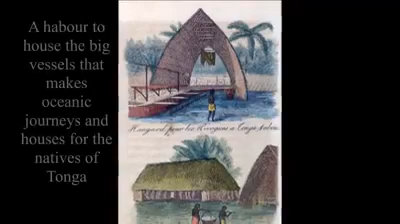 A habour to
house the big
vessels that
makes
oceanic
journeys and
houses for the
natives of
Tonga